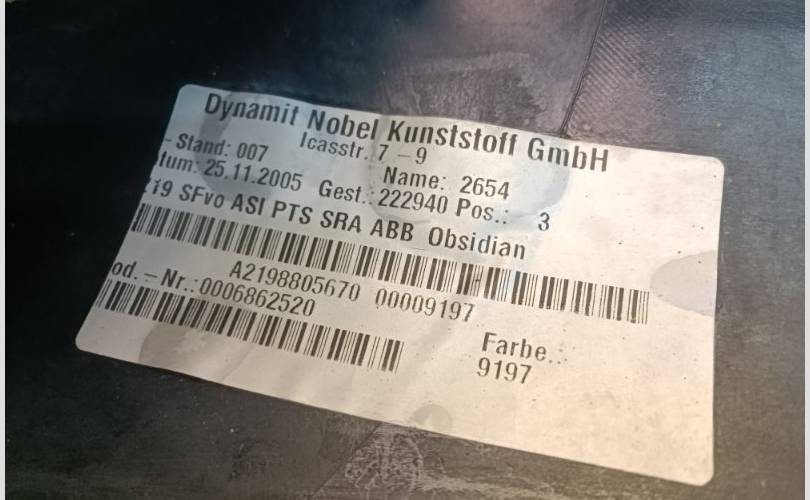 Dynamit Nobel Kunststoff GmbH
Icasstr. 7 - 9
- Stand: 007 Name: 2654
tum: 25.11.2005 Gest.: 222940 Pos.: 3
219 SFvo ASI PTS SRA ABB Obsidian
A2198805670 00009197
od. - Nr.: 0006862520
Farbe.:
9197